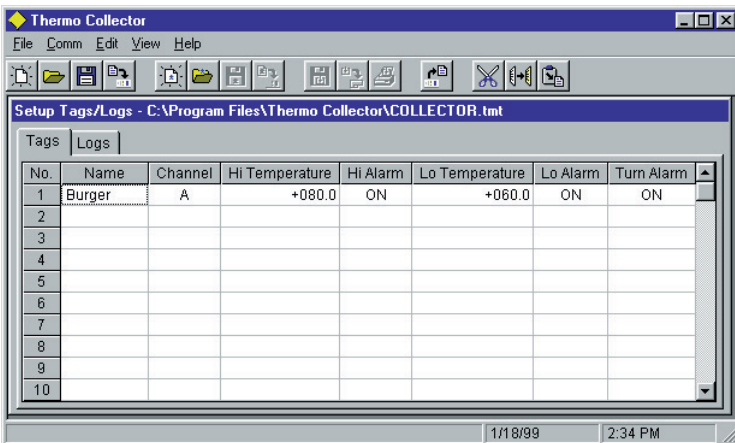 Thermo Collector
File Comm Edit View Help
Setup Tags/Logs - C:\Program Files\Thermo Collector\COLLECTOR.tmt
Tags Logs
No. Name Channel Hi Temperature Hi Alarm Lo Temperature Lo Alarm Turn Alarm
1 Burger A +080.0 ON +060.0 ON ON
2
3
4
5
6
7
8
9
10
1/18/99 2:34 PM